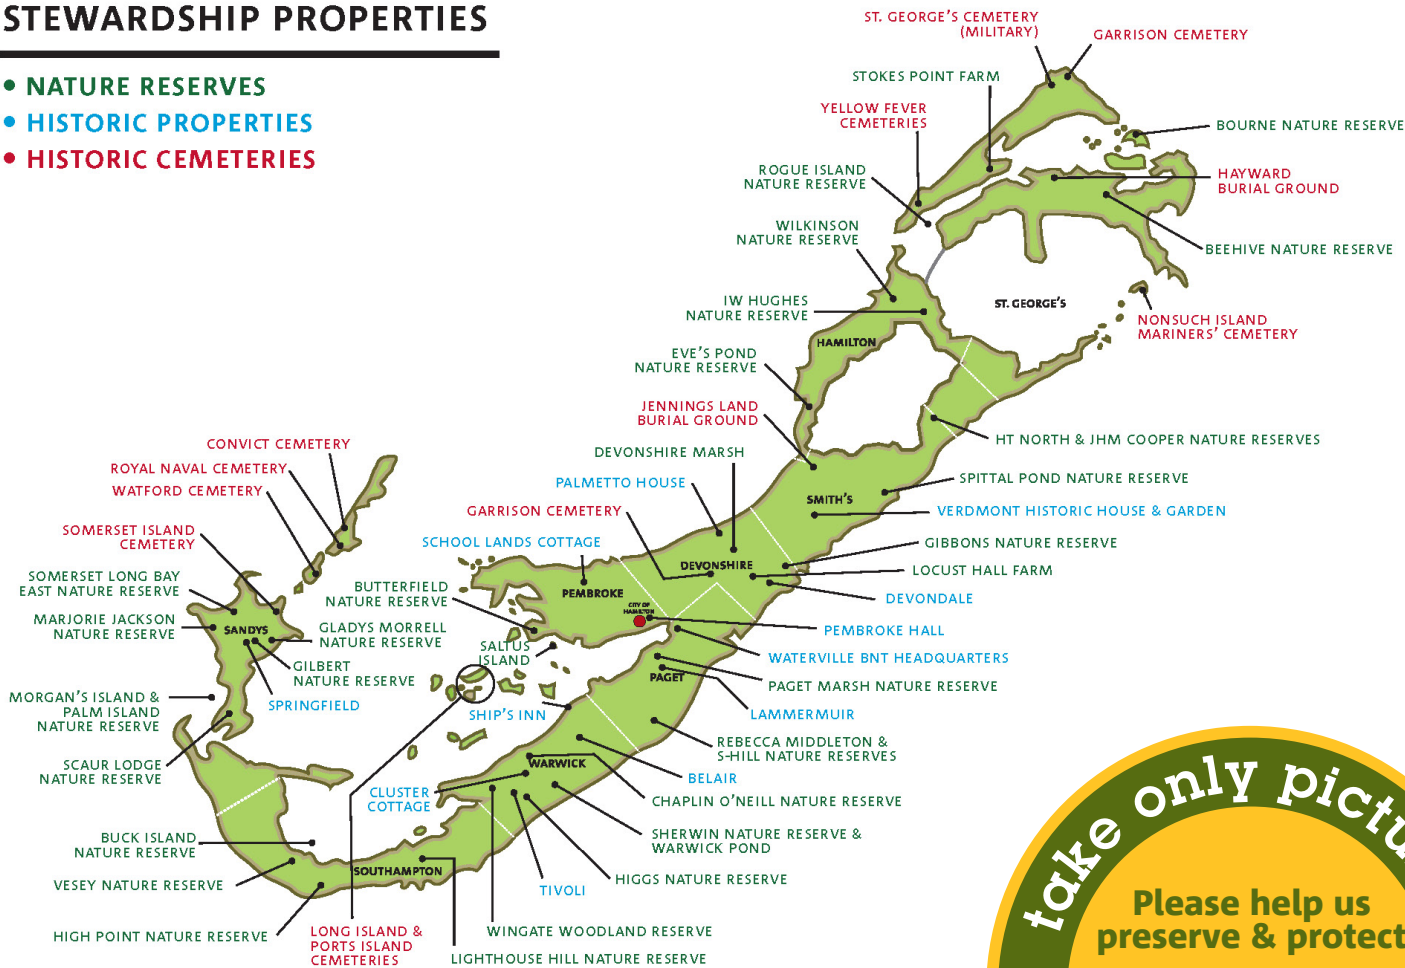 STEWARDSHIP PROPERTIES
• NATURE RESERVES
• HISTORIC PROPERTIES
• HISTORIC CEMETERIES
ST. GEORGE'S CEMETERY
(MILITARY)
GARRISON CEMETERY
STOKES POINT FARM
YELLOW FEVER
CEMETERIES
BOURNE NATURE RESERVE
ROGUE ISLAND
NATURE RESERVE
HAYWARD
BURIAL GROUND
WILKINSON
NATURE RESERVE
BEEHIVE NATURE RESERVE
IW HUGHES
NATURE RESERVE
ST. GEORGE'S
NONSUCH ISLAND
MARINERS' CEMETERY
HAMILTON
EVE'S POND
NATURE RESERVE
JENNINGS LAND
BURIAL GROUND
HT NORTH & JHM COOPER NATURE RESERVES
CONVICT CEMETERY
ROYAL NAVAL CEMETERY
WATFORD CEMETERY
DEVONSHIRE MARSH
PALMETTO HOUSE
SPITTAL POND NATURE RESERVE
SMITH'S
GARRISON CEMETERY
VERDMONT HISTORIC HOUSE & GARDEN
SOMERSET ISLAND
CEMETERY
SCHOOL LANDS COTTAGE
GIBBONS NATURE RESERVE
DEVONSHIRE
LOCUST HALL FARM
SOMERSET LONG BAY
EAST NATURE RESERVE
BUTTERFIELD
NATURE RESERVE
PEMBROKE
DEVONDALE
CITY OF
HAMILTON
MARJORIE JACKSON
NATURE RESERVE
SANDYS
GLADYS MORRELL
NATURE RESERVE
PEMBROKE HALL
SALTUS
ISLAND
WATERVILLE BNT HEADQUARTERS
GILBERT
NATURE RESERVE
PAGET
PAGET MARSH NATURE RESERVE
MORGAN'S ISLAND &
PALM ISLAND
NATURE RESERVE
SPRINGFIELD
SHIP'S INN
LAMMERMUIR
REBECCA MIDDLETON &
S-HILL NATURE RESERVES
SCAUR LODGE
NATURE RESERVE
WARWICK
BELAIR
CLUSTER
COTTAGE
CHAPLIN O'NEILL NATURE RESERVE
BUCK ISLAND
NATURE RESERVE
SHERWIN NATURE RESERVE &
WARWICK POND
SOUTHAMPTON
VESEY NATURE RESERVE
TIVOLI
HIGGS NATURE RESERVE
HIGH POINT NATURE RESERVE
LONG ISLAND &
PORTS ISLAND
CEMETERIES
WINGATE WOODLAND RESERVE
LIGHTHOUSE HILL NATURE RESERVE
take only pictu
Please help us
preserve & protect